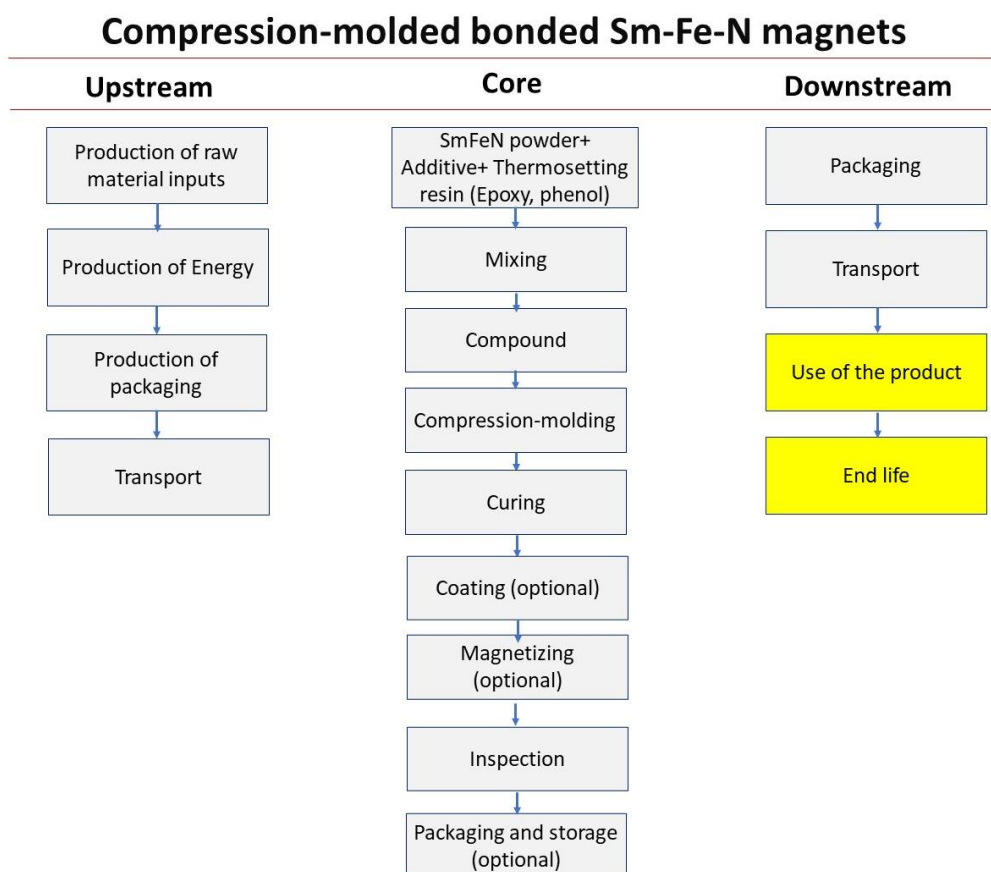 Compression-molded bonded Sm-Fe-N magnets
Upstream
Core
Downstream
Production of raw
material inputs
Production of Energy
Production of
packaging
Transport
SmFeN powder+
Additive+ Thermosetting
resin (Epoxy, phenol)
Mixing
Compound
Compression-molding
Curing
Coating (optional)
Magnetizing
(optional)
Inspection
Packaging and storage
(optional)
Packaging
Transport
Use of the product
End life